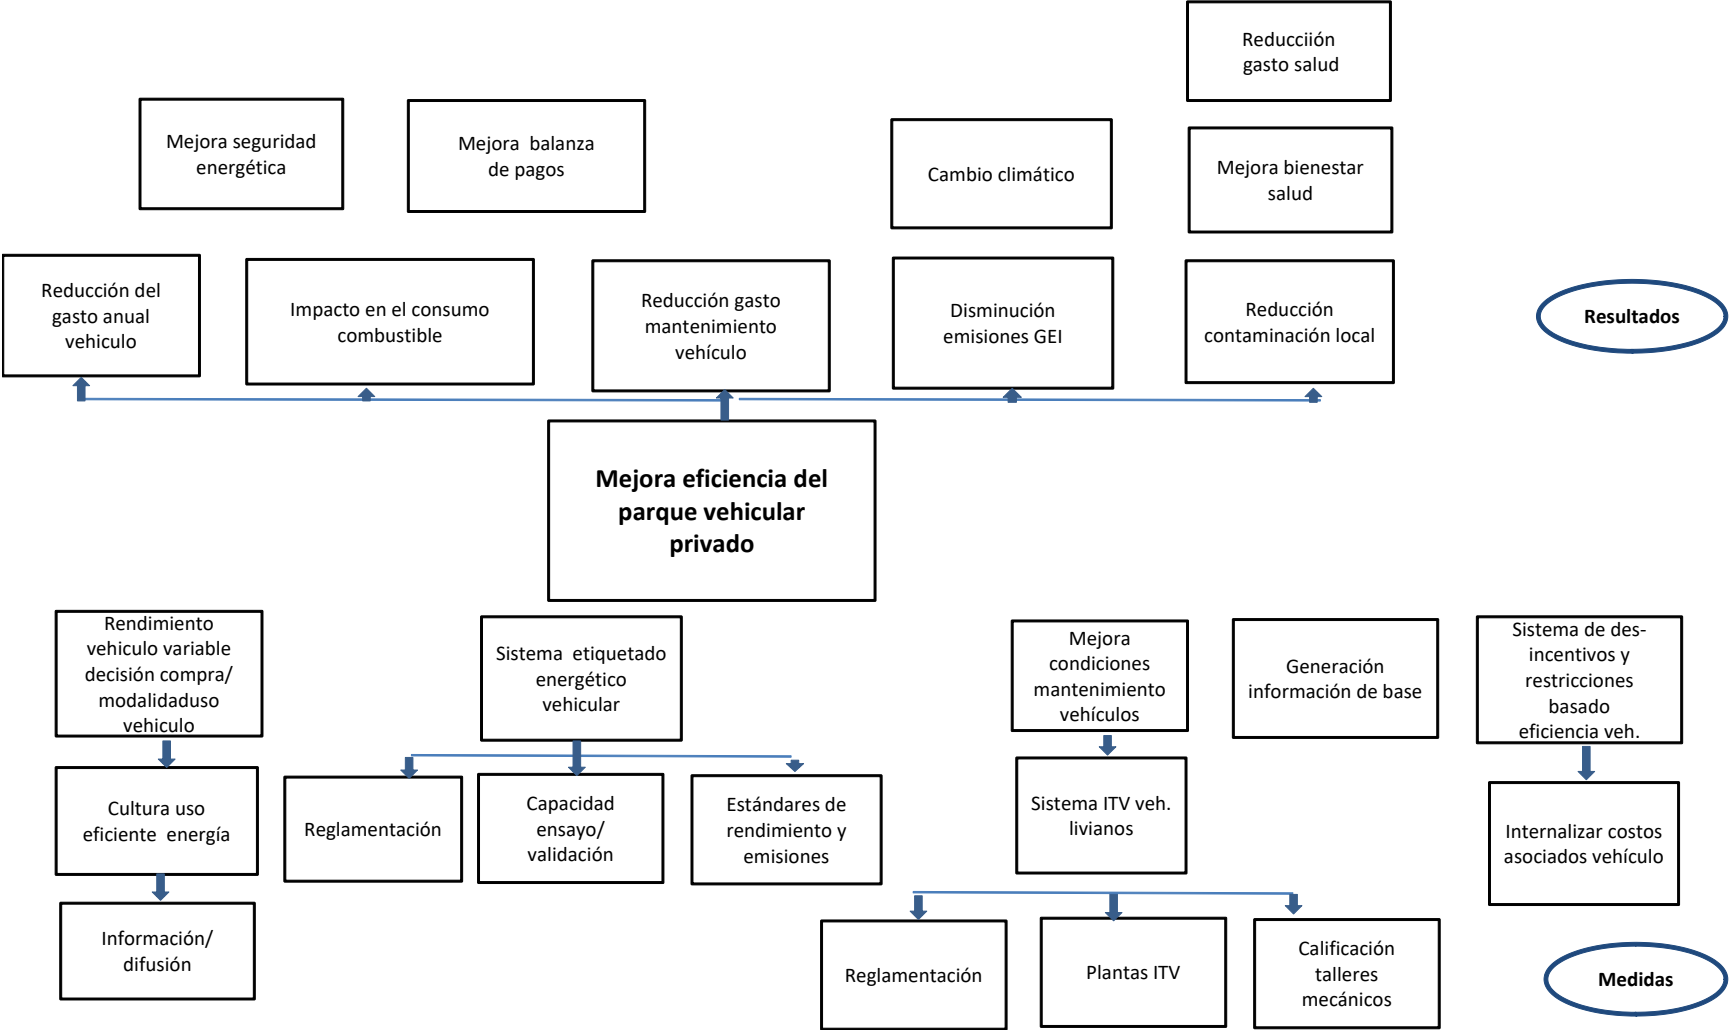 Reducciión
gasto salud
Mejora seguridad
energética
Mejora balanza
de pagos
Cambio climático
Mejora bienestar
salud
Reducción del
gasto anual
vehiculo
Impacto en el consumo
combustible
Reducción gasto
mantenimiento
vehículo
Disminución
emisiones GEI
Reducción
contaminación local
Resultados
Mejora eficiencia del
parque vehicular
privado
Rendimiento
vehiculo variable
decisión compra/
modalidaduso
vehiculo
Sistema etiquetado
energético
vehicular
Mejora
condiciones
mantenimiento
vehículos
Generación
información de base
Sistema de des-
incentivos y
restricciones
basado
eficiencia veh.
Cultura uso
eficiente energía
Reglamentación
Capacidad
ensayo/
validación
Estándares de
rendimiento y
emisiones
Sistema ITV veh.
livianos
Internalizar costos
asociados vehículo
Información/
difusión
Reglamentación
Plantas ITV
Calificación
talleres
mecánicos
Medidas